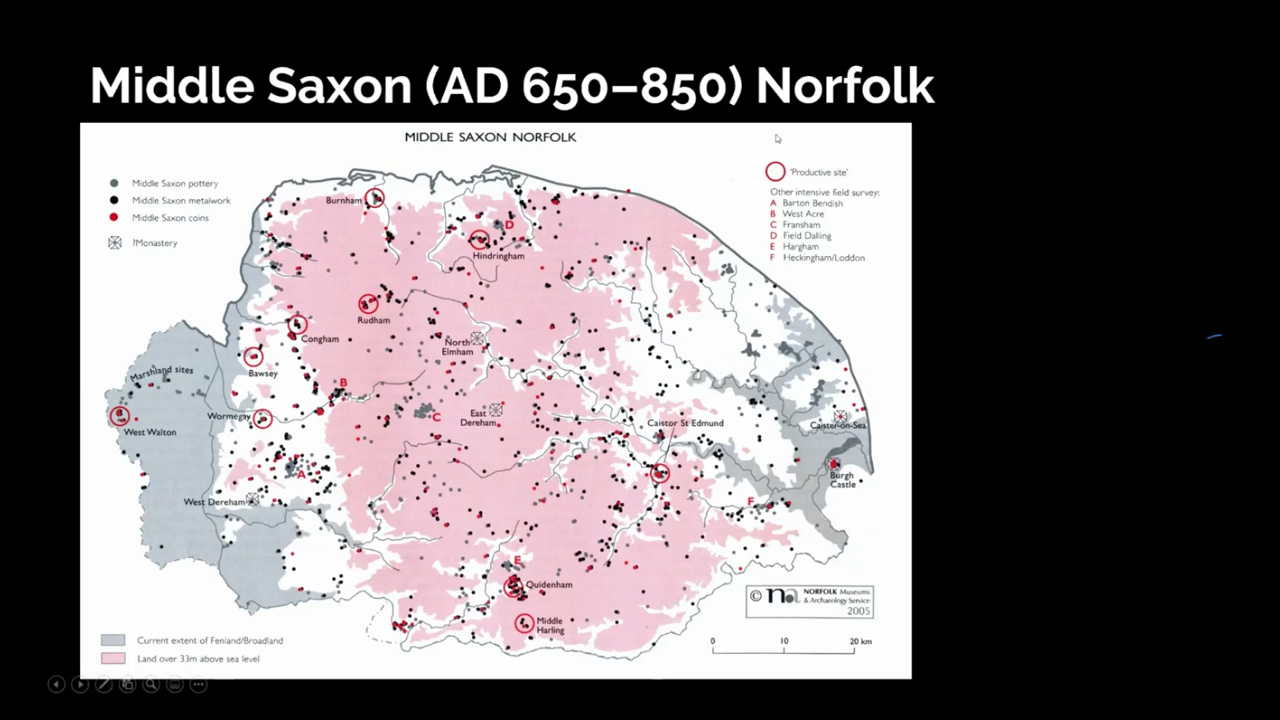 Middle Saxon (AD 650–850) Norfolk
MIDDLE SAXON NORFOLK
Middle Saxon pottery
Middle Saxon metalwork
Middle Saxon coins
?Monastery
'Productive site'
Other intensive field survey:
A Barton Bendish
B West Acre
C Fransham
D Field Dalling
E Hargham
F Heckingham/Loddon
Burnham
D
Hindringham
Rudham
Congham
North
Elmham
Bawsey
Marshland sites
B
Wormegay
C
East
Dereham
Caistor St Edmund
Caister-on-Sea
West Walton
A
Burgh
Castle
West Dereham
F
E
Quidenham
Middle
Harling
© na NORFOLK Museums
& Archaeology Service
2005
Current extent of Fenland/Broadland
Land over 33m above sea level
0 10 20 km